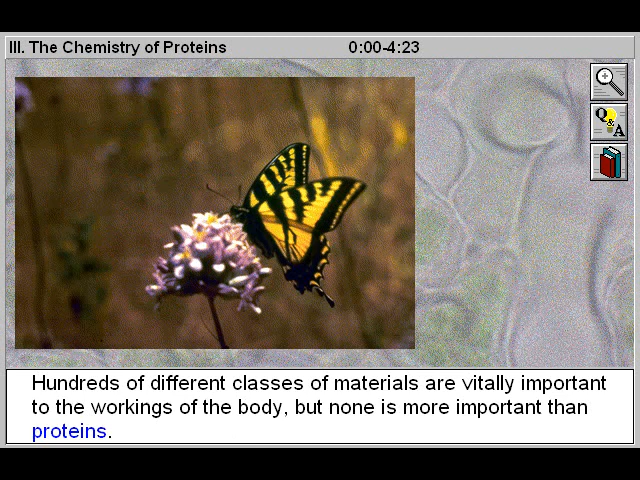 III. The Chemistry of Proteins 0:00-4:23
Q&A
Hundreds of different classes of materials are vitally important
to the workings of the body, but none is more important than
proteins.